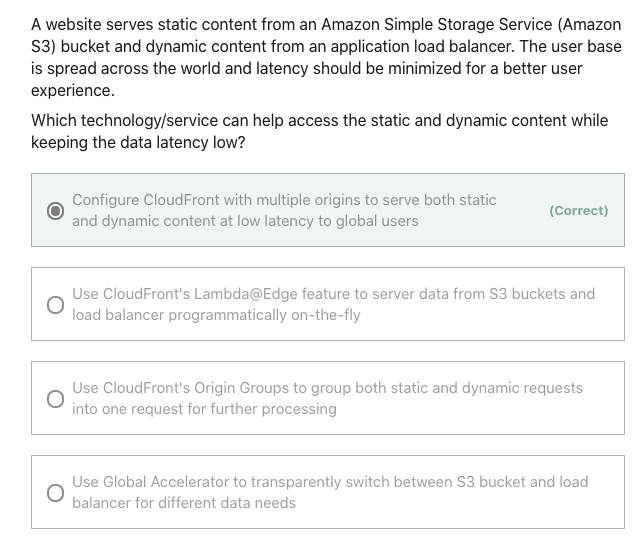 A website serves static content from an Amazon Simple Storage Service (Amazon
S3) bucket and dynamic content from an application load balancer. The user base
is spread across the world and latency should be minimized for a better user
experience.
Which technology/service can help access the static and dynamic content while
keeping the data latency low?
Configure CloudFront with multiple origins to serve both static
and dynamic content at low latency to global users
(Correct)
Use CloudFront's Lambda@Edge feature to server data from S3 buckets and
load balancer programmatically on-the-fly
Use CloudFront's Origin Groups to group both static and dynamic requests
into one request for further processing
Use Global Accelerator to transparently switch between S3 bucket and load
balancer for different data needs